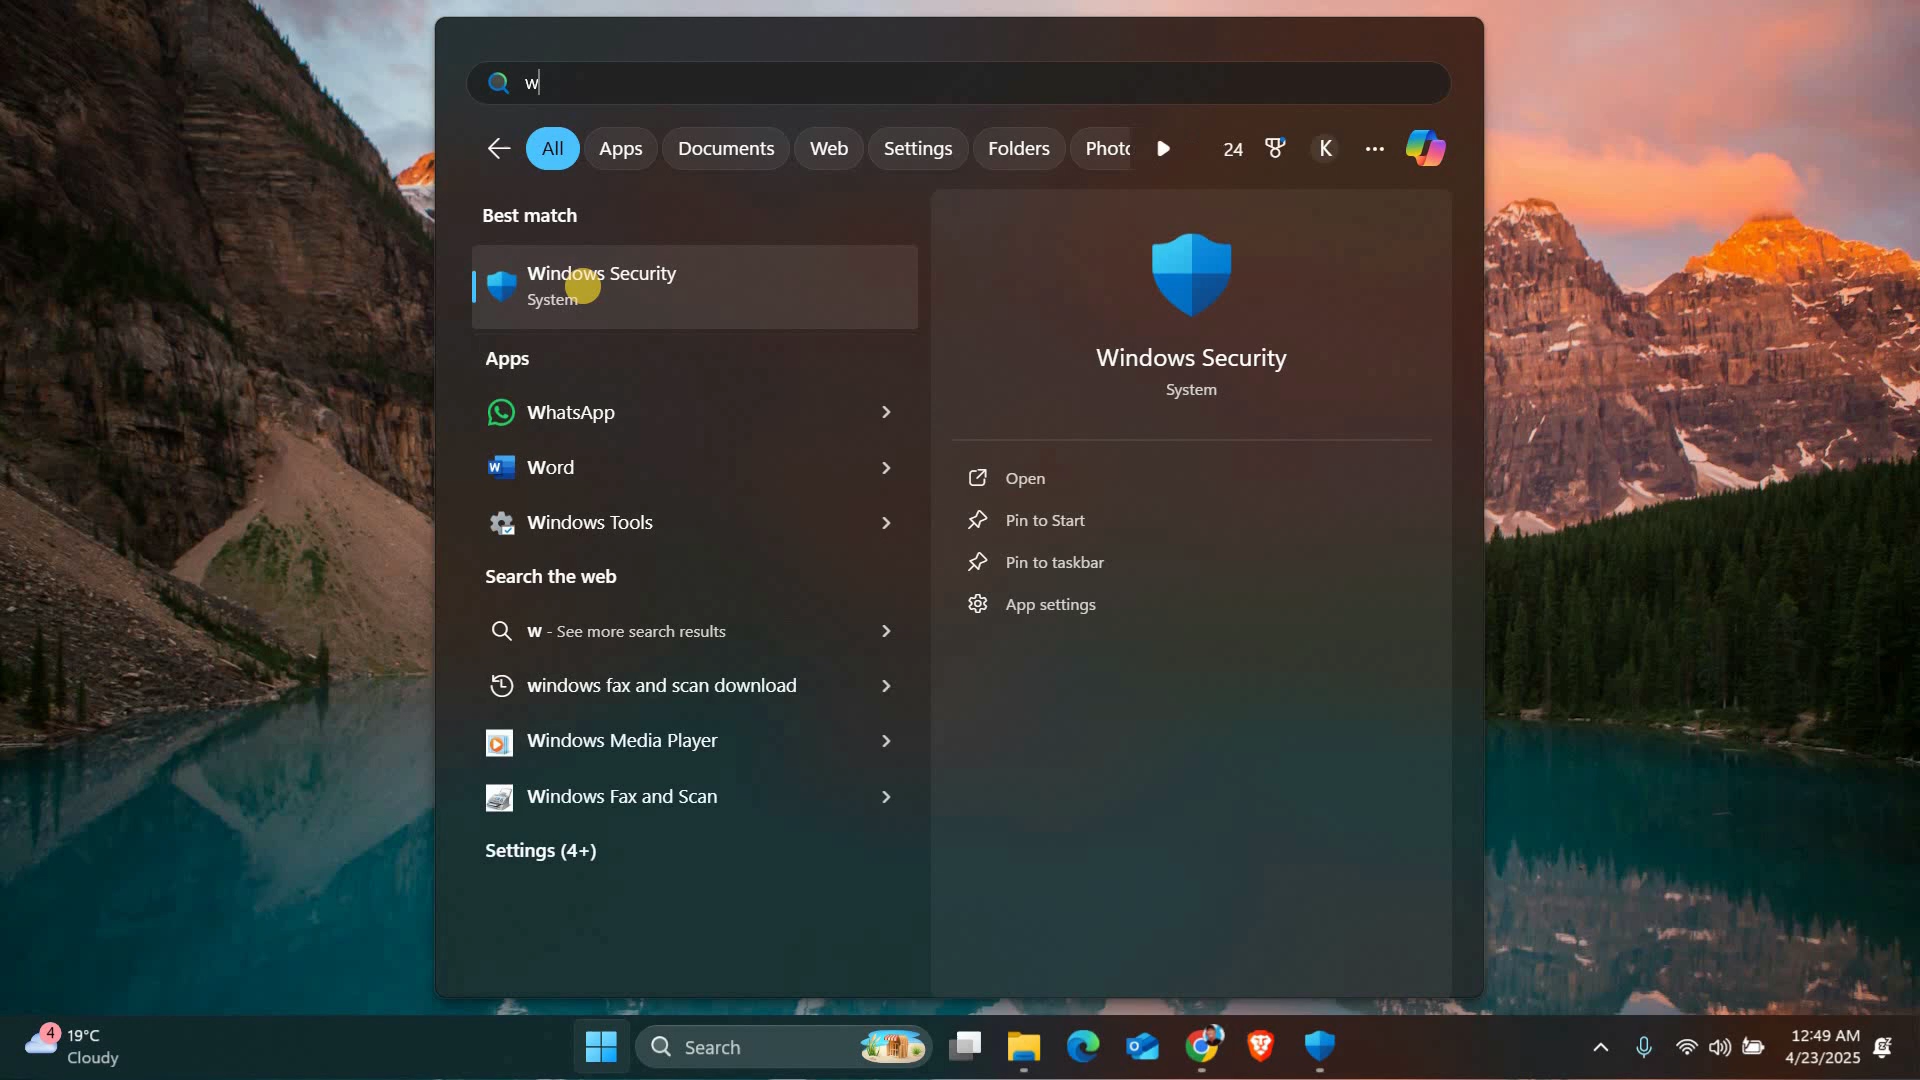 w
All
Apps
Documents
Web
Settings
Folders
Photo
24
K
Best match
Windows Security
System
Apps
WhatsApp
Word
Windows Tools
Search the web
w - See more search results
windows fax and scan download
Windows Media Player
Windows Fax and Scan
Settings (4+)
Windows Security
System
Open
Pin to Start
Pin to taskbar
App settings
4
19°C
Cloudy
Search
12:49 AM
4/23/2025